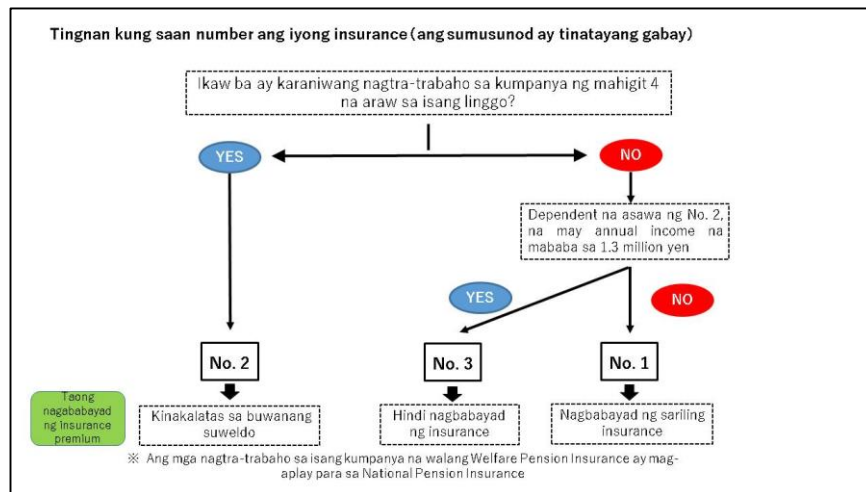 Tingnan kung saan number ang iyong insurance (ang sumusunod ay tinatayang gabay)
Ikaw ba ay karaniwang nagtra-trabaho sa kumpanya ng mahigit 4
na araw sa isang linggo?
YES
NO
Dependent na asawa ng No. 2,
na may annual income na
mababa sa 1.3 million yen
YES
NO
No. 2
No. 3
No. 1
Taong
nagababayad
ng insurance
premium
Kinakalatas sa buwanang
suweldo
Hindi nagbabayad
ng insurance
Nagbabayad ng sariling
insurance
※ Ang mga nagtra-trabaho sa isang kumpanya na walang Welfare Pension Insurance ay mag-
aplay para sa National Pension Insurance